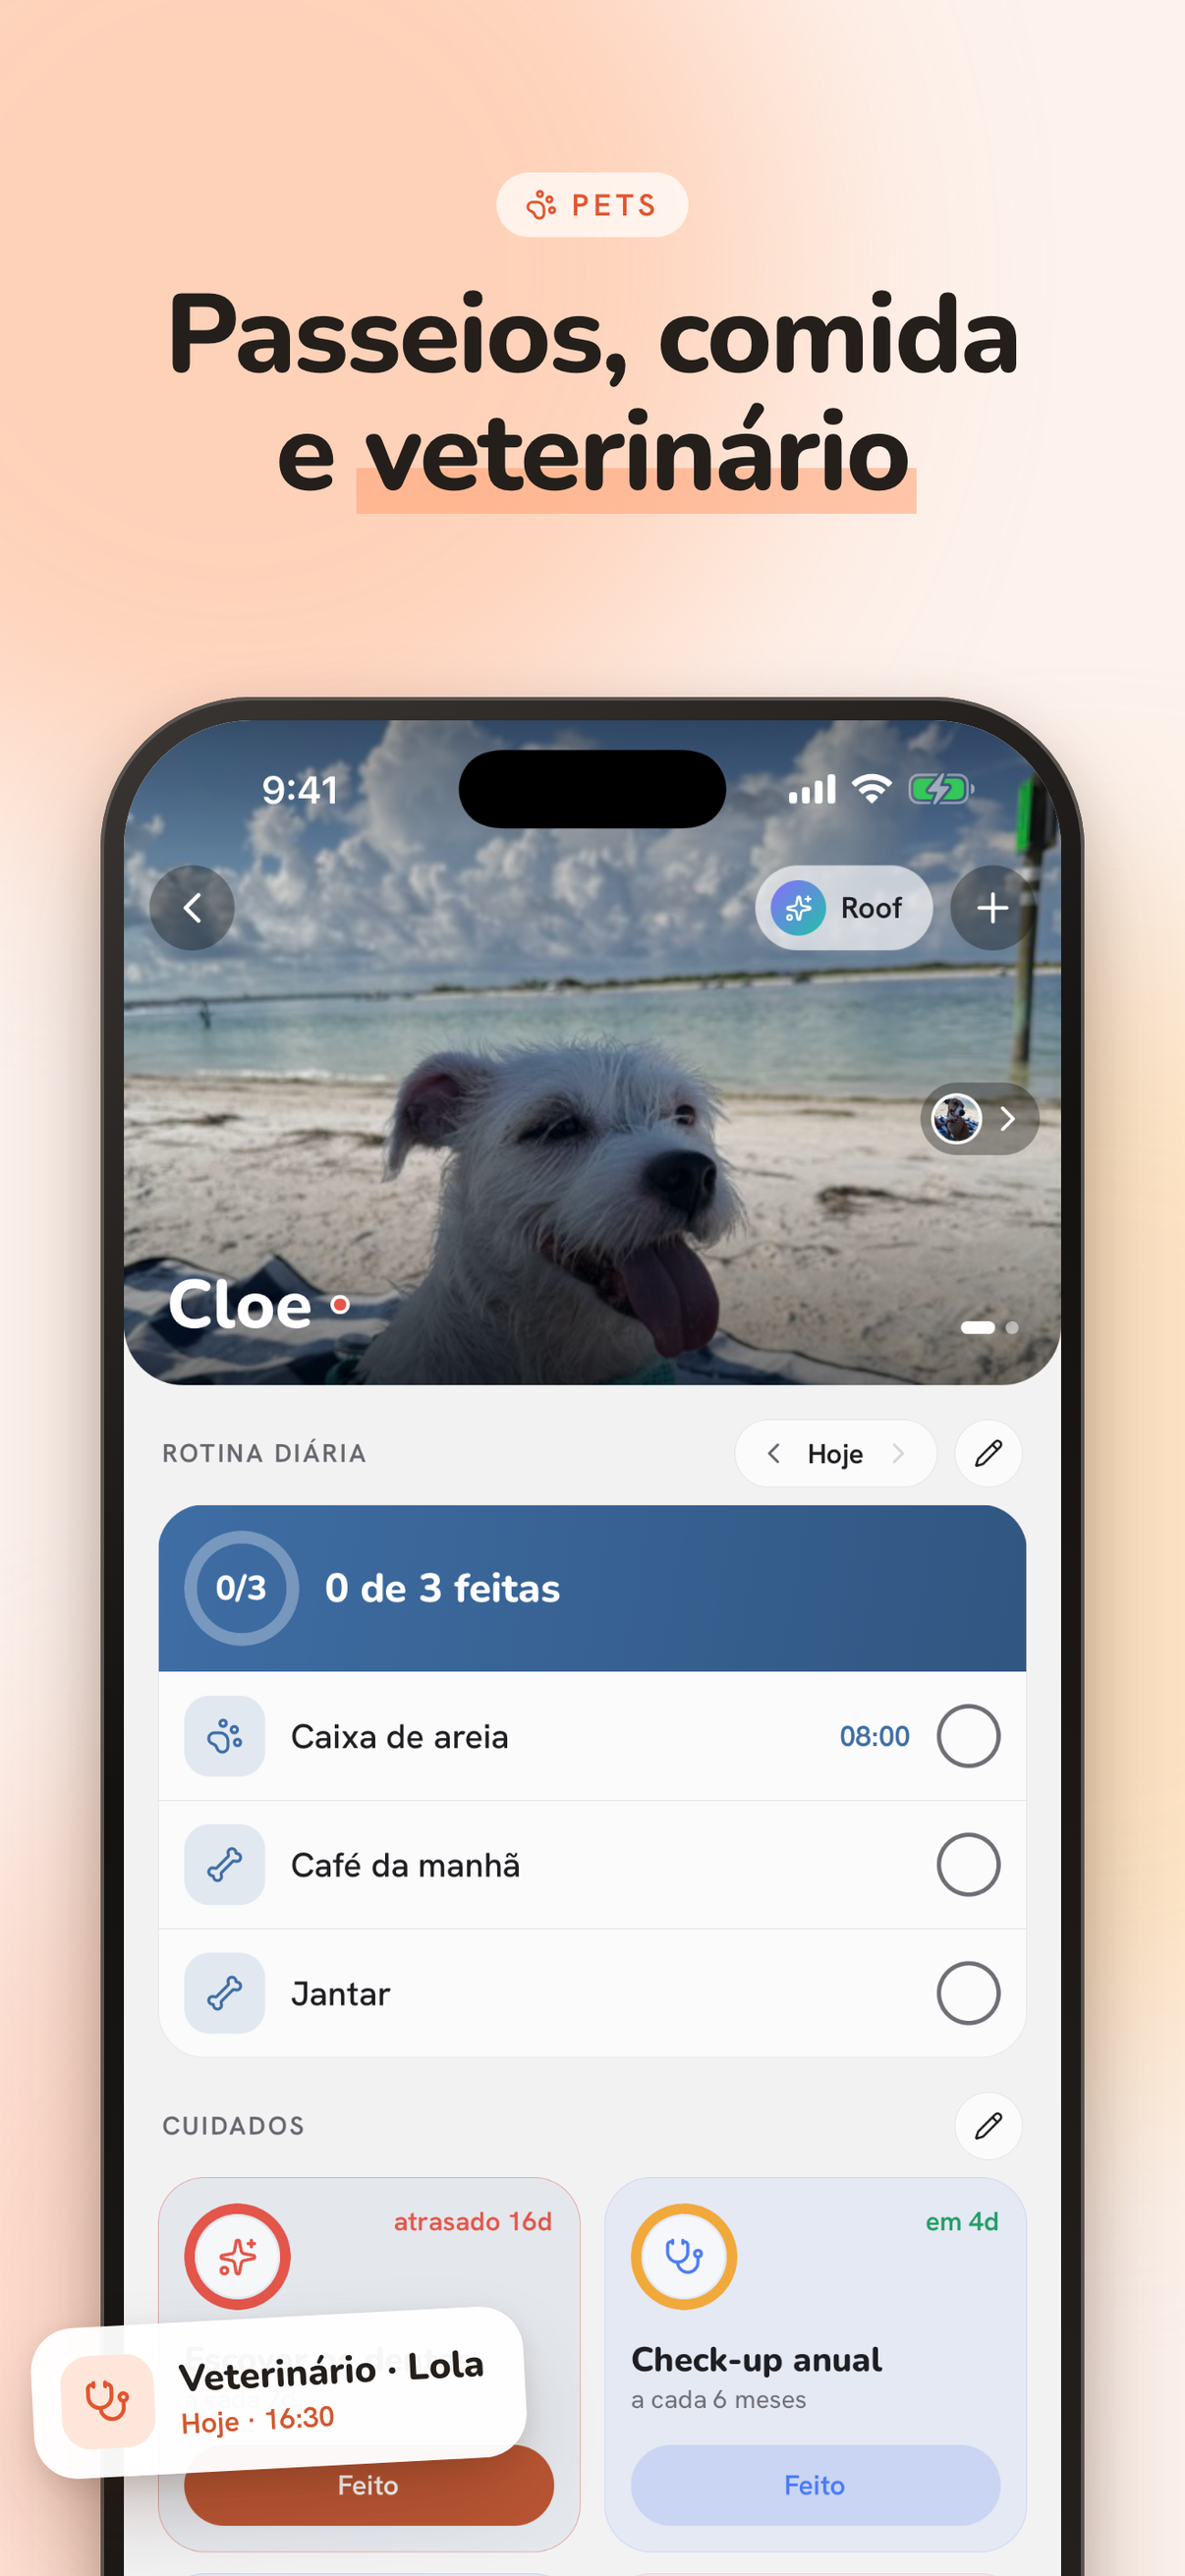 PETS
Passeios, comida
e veterinário
9:41
Roof
Cloe
ROTINA DIÁRIA
Hoje
0/3
0 de 3 feitas
Caixa de areia
08:00
Café da manhã
Jantar
CUIDADOS
atrasado 16d
em 4d
Veterinário · Lola
Hoje · 16:30
Feito
Check-up anual
a cada 6 meses
Feito